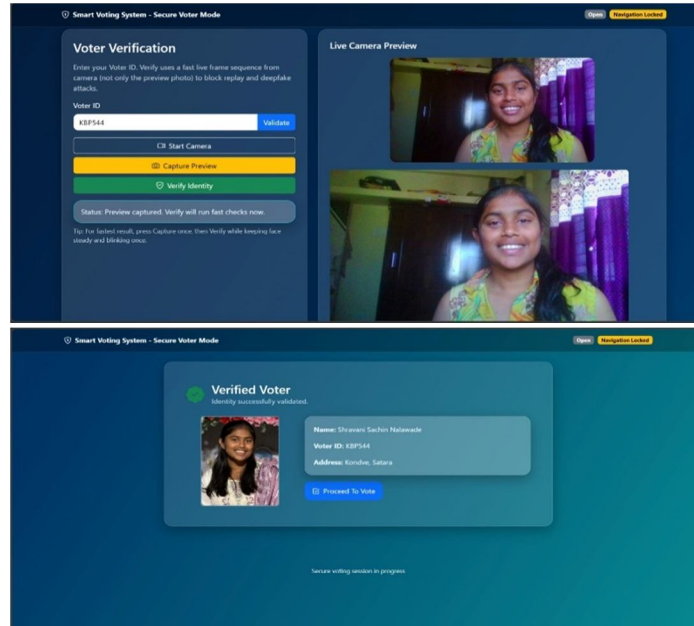 Smart Voting System - Secure Voter Mode
Open Navigation Locked
Voter Verification
Enter your Voter ID. Verify uses a fast live frame sequence from
camera (not only the preview photo) to block replay and deepfake
attacks.
Voter ID
KBP544
Validate
Start Camera
Capture Preview
Verify Identity
Status: Preview captured. Verify will run fast checks now.
Tip: For fastest result, press Capture once, then Verify while keeping face
steady and blinking once.
Live Camera Preview
Smart Voting System - Secure Voter Mode
Open Navigation Locked
Verified Voter
Identity successfully validated.
Name: Shravani Sachin Nalawade
Voter ID: KBP544
Address: Kondve, Satara
Proceed To Vote
Secure voting session in progress